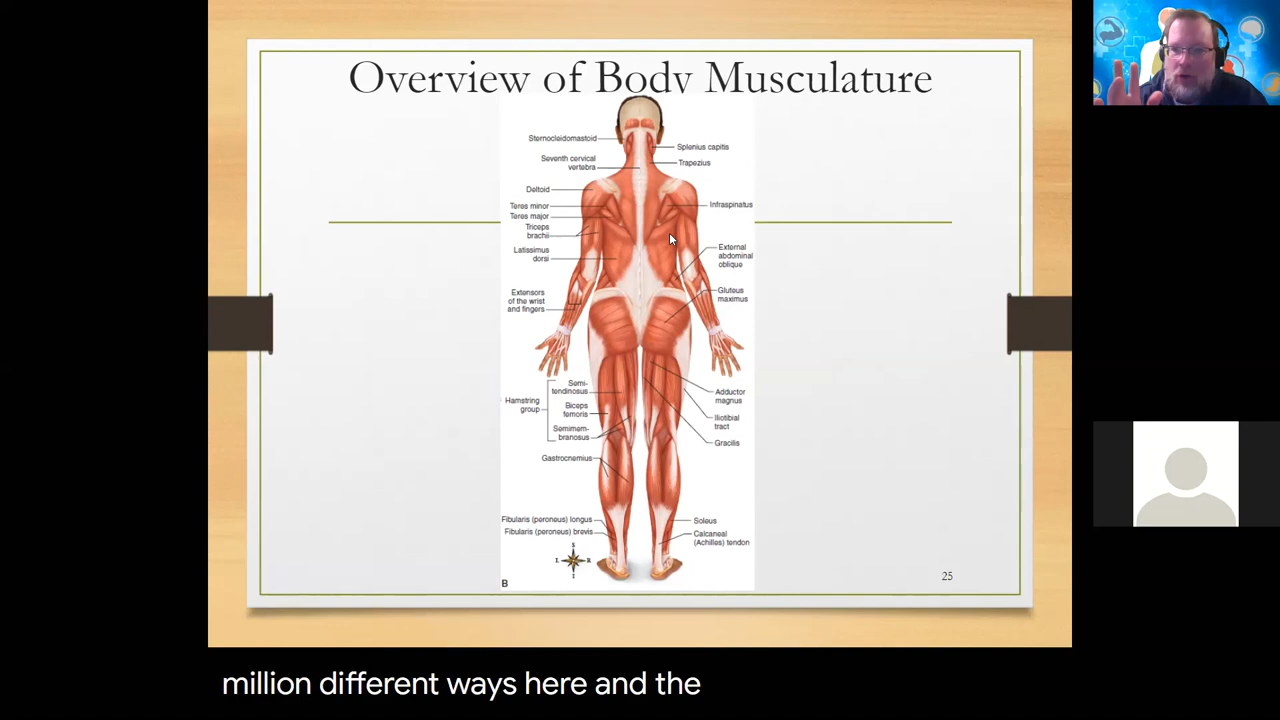 Overview of Body Musculature
Sternocleidomastoid
Seventh cervical
vertebra
Deltoid
Teres minor
Teres major
Triceps
brachii
Latissimus
dorsi
Extensors
of the wrist
and fingers
Hamstring
group
Semi-
tendinosus
Biceps
femoris
Semimem-
branosus
Gastrocnemius
Fibularis (peroneus) longus
Fibularis (peroneus) brevis
Splenius capitis
Trapezius
Infraspinatus
External
abdominal
oblique
Gluteus
maximus
Adductor
magnus
Iliotibial
tract
Gracilis
Soleus
Calcaneal
(Achilles) tendon
S
L R
I
B
25
million different ways here and the